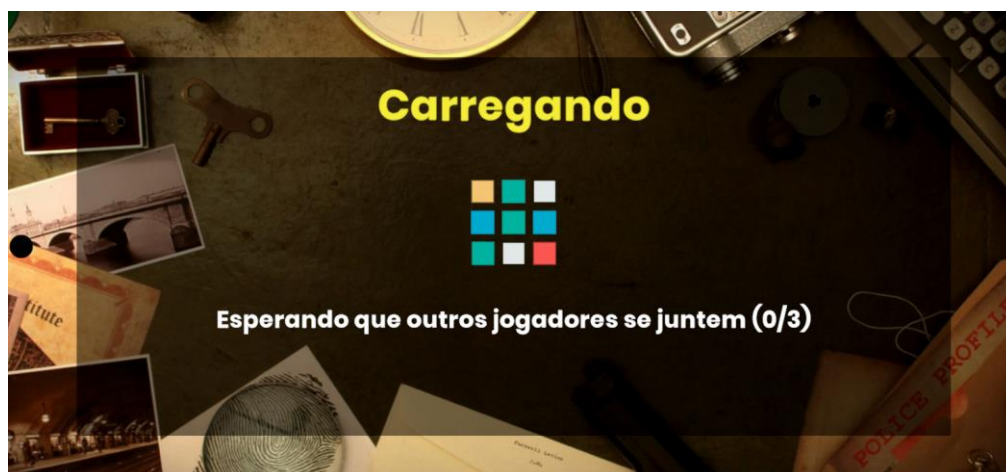 Carregando
Esperando que outros jogadores se juntem (0/3)
titute
POLICE PROFILE